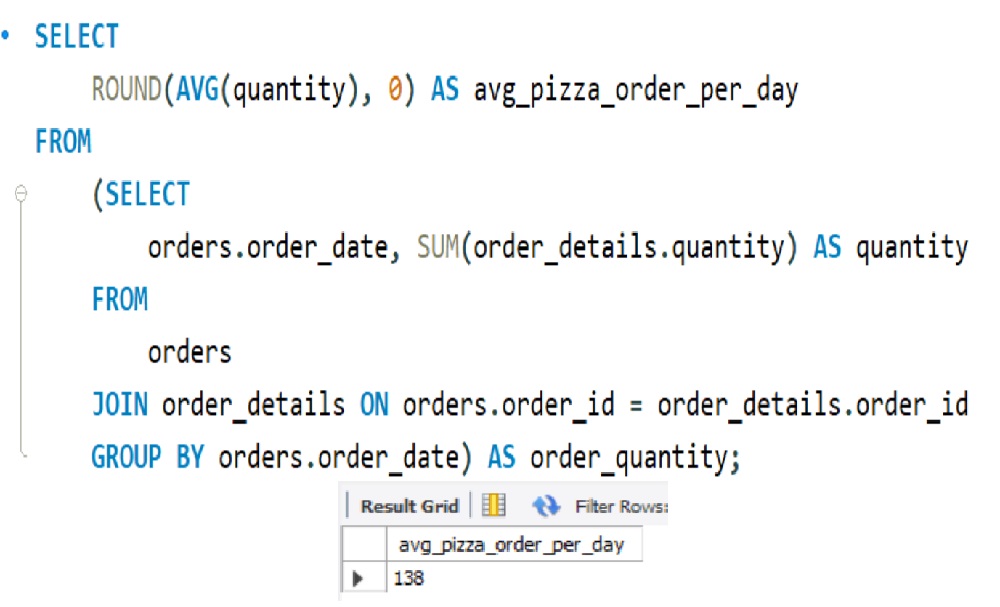 SELECT
ROUND(AVG(quantity), 0) AS avg_pizza_order_per_day
FROM
(SELECT
orders.order_date, SUM(order_details.quantity) AS quantity
FROM
orders
JOIN order_details ON orders.order_id = order_details.order_id
GROUP BY orders.order_date) AS order_quantity;
Result Grid Filter Rows:
avg_pizza_order_per_day
138